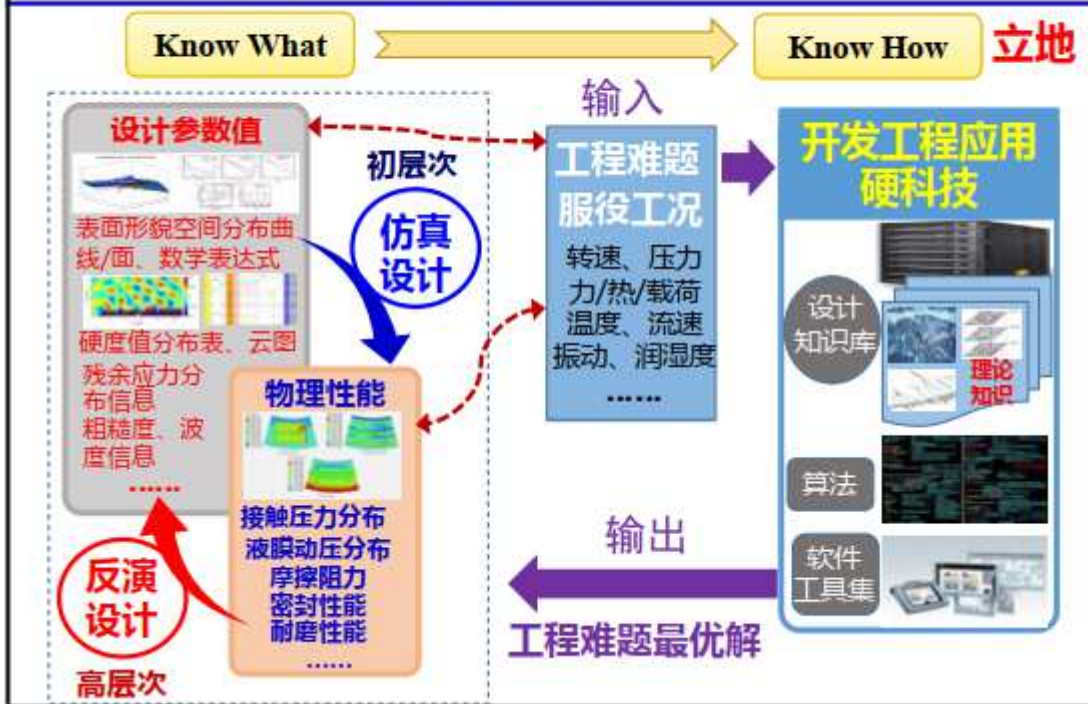 Know What
Know How
立地
设计参数值
表面形貌空间分布曲
线/面、数学表达式
硬度值分布表、云图
残余应力分
布信息
粗糙度、波
度信息
……
初层次
仿真
设计
物理性能
接触压力分布
液膜动压分布
摩擦阻力
密封性能
耐磨性能
……
反演
设计
高层次
输入
工程难题
服役工况
转速、压力
力/热/载荷
温度、流速
振动、润湿度
……
输出
工程难题最优解
开发工程应用
硬科技
设计
知识库
理论
知识
算法
软件
工具集